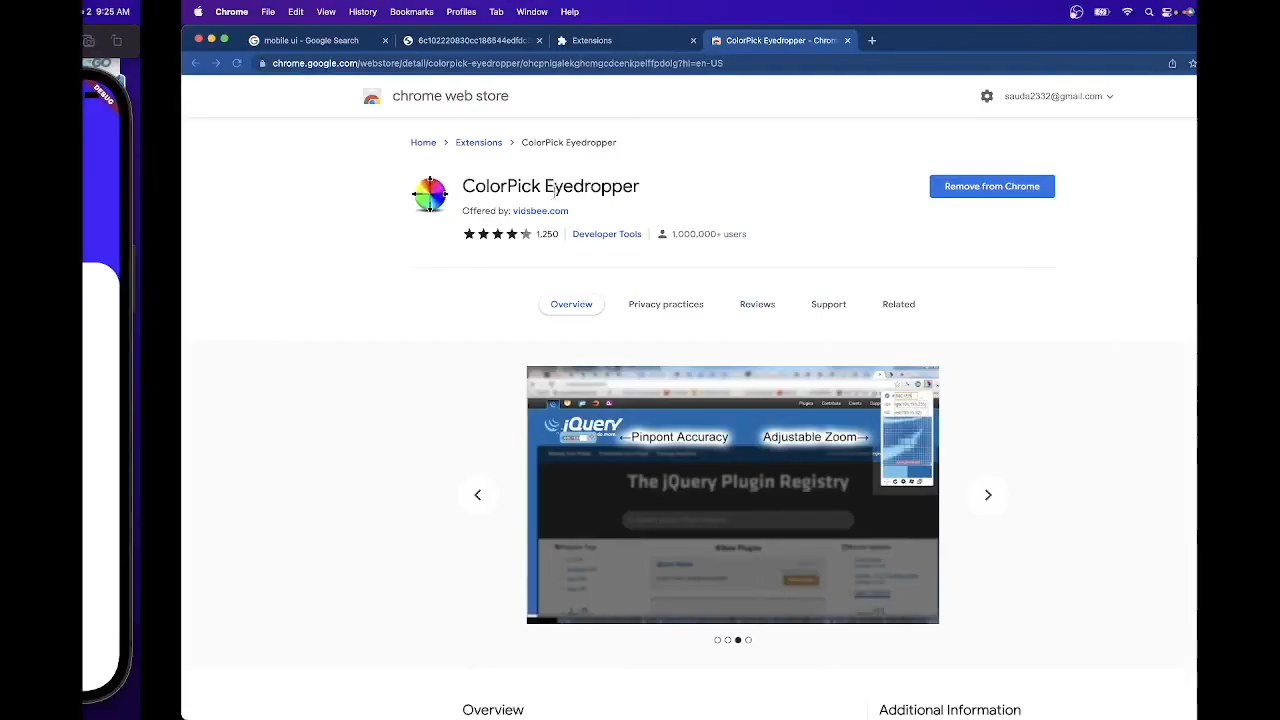 2 9:25 AM
Chrome File Edit View History Bookmarks Profiles Tab Window Help
DEBUG
mobile ui - Google Search
Extensions
ColorPick Eyedropper - Chrom
chrome.google.com/webstore/detail/colorpick-eyedropper/ohcpnigalekghcmgcdcenkpelffpdolg?hl=en-US
chrome web store
sauda2332@gmail.com
Home > Extensions > ColorPick Eyedropper
ColorPick Eyedropper
Remove from Chrome
Offered by: vidsbee.com
1,250 Developer Tools 1,000,000+ users
Overview Privacy practices Reviews Support Related
jQuery
←Pinpont Accuracy Adjustable Zoom→
The jQuery Plugin Registry
Overview Additional Information